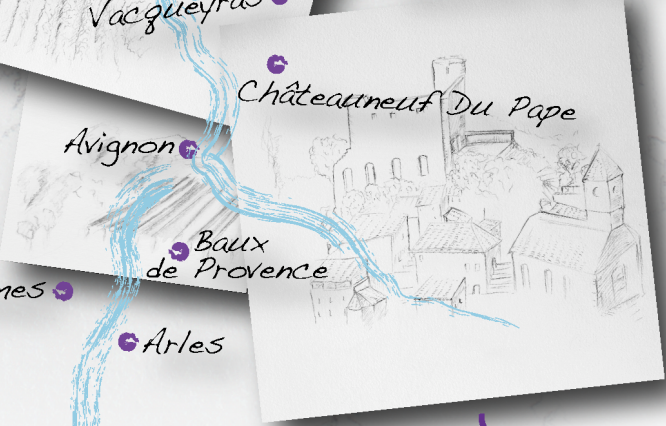 Vacqueyras
Châteauneuf Du Pape
Avignon
Baux
de Provence
Arles